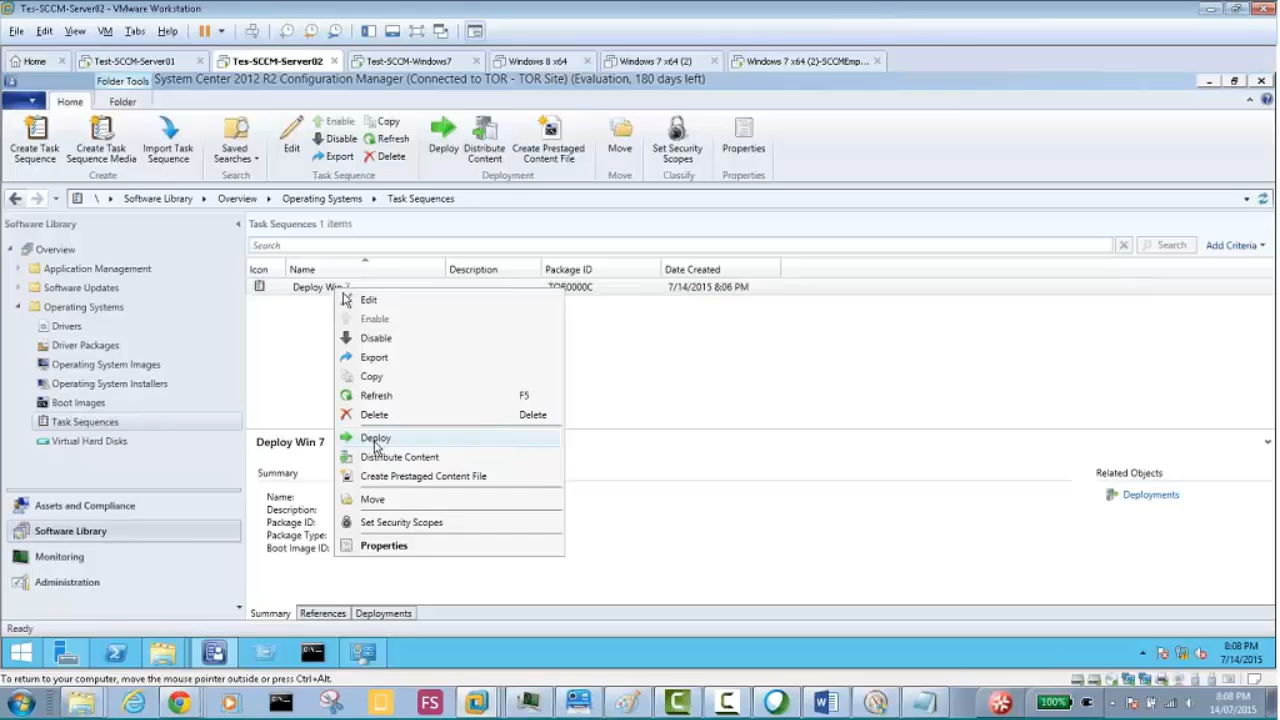 Tes-SCCM-Server02 - VMware Workstation
File Edit View VM Tabs Help
Home Test-SCCM-Server01 Tes-SCCM-Server02 Test-SCCM-Windows7 Windows 8 x64 Windows 7 x64 (2) Windows 7 x64 (2)-SCCMEmp...
Folder Tools System Center 2012 R2 Configuration Manager (Connected to TOR - TOR Site) (Evaluation, 180 days left)
Home Folder
Create Task Sequence
Create Task Sequence Media
Import Task Sequence
Create
Saved Searches
Search
Edit
Enable
Disable
Export
Copy
Refresh
Delete
Task Sequence
Deploy
Distribute Content
Create Prestaged Content File
Deployment
Move
Move
Set Security Scopes
Classify
Properties
Properties
\ Software Library Overview Operating Systems Task Sequences
Software Library
Overview
Application Management
Software Updates
Operating Systems
Drivers
Driver Packages
Operating System Images
Operating System Installers
Boot Images
Task Sequences
Virtual Hard Disks
Assets and Compliance
Software Library
Monitoring
Administration
Task Sequences 1 items
Search
Search Add Criteria
Icon Name Description Package ID Date Created
Deploy Win 7 TOR0000C 7/14/2015 8:06 PM
Edit
Enable
Disable
Export
Copy
Refresh F5
Delete Delete
Deploy
Distribute Content
Create Prestaged Content File
Move
Set Security Scopes
Properties
Deploy Win 7
Summary
Name:
Description:
Package ID:
Package Type:
Boot Image ID:
Related Objects
Deployments
Summary References Deployments
Ready
8:08 PM
7/14/2015
To return to your computer, move the mouse pointer outside or press Ctrl+Alt.
FS
100%
8:08 PM
14/07/2015